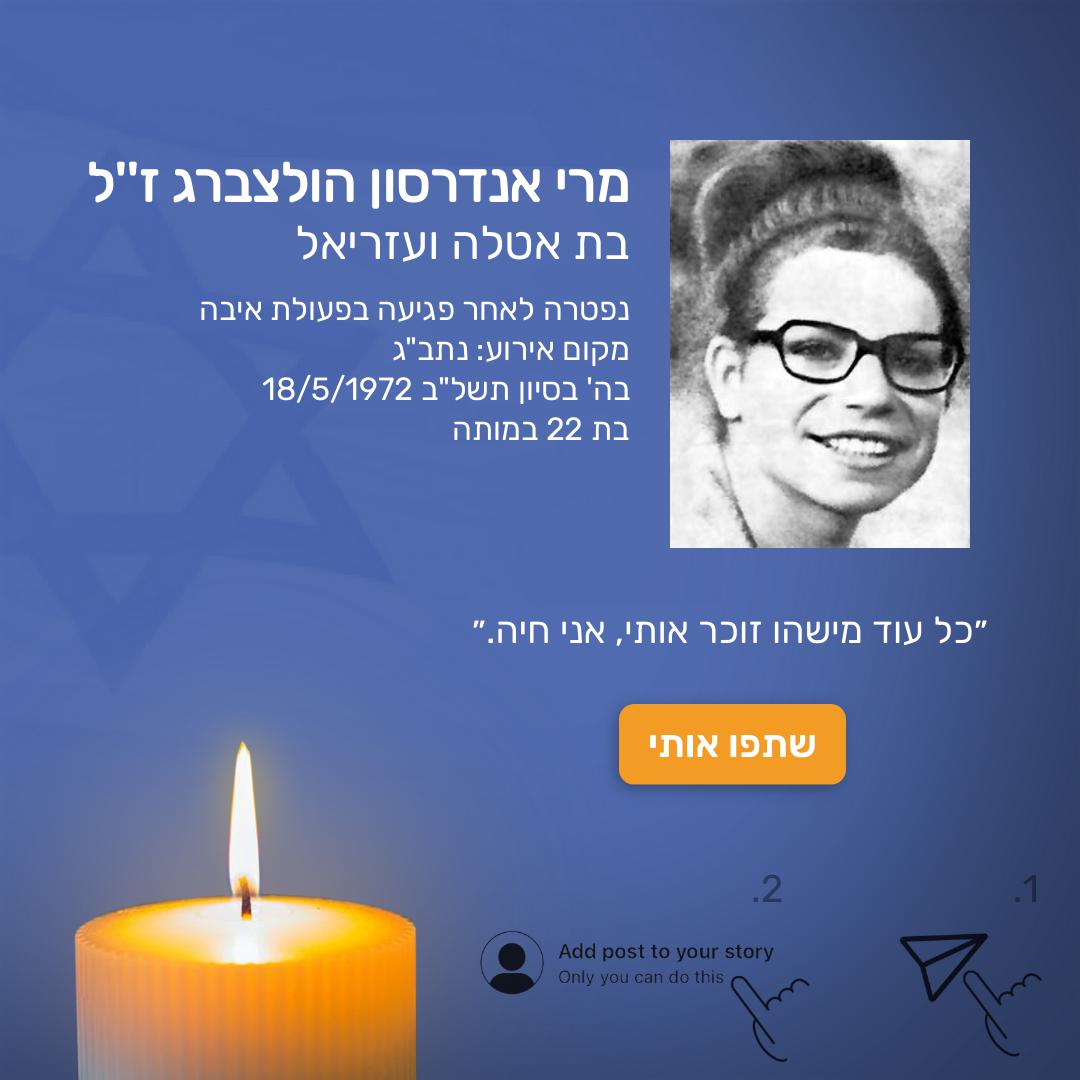 מרי אנדרסון הולצברג ז"ל
בת אטלה ועזריאל
נפטרה לאחר פגיעה בפעולת איבה
מקום אירוע: נתב"ג
בה' בסיון תשל"ב 18/5/1972
בת 22 במותה
״כל עוד מישהו זוכר אותי, אני חיה.״
שתפו אותי
.1
.2
Add post to your story
Only you can do this